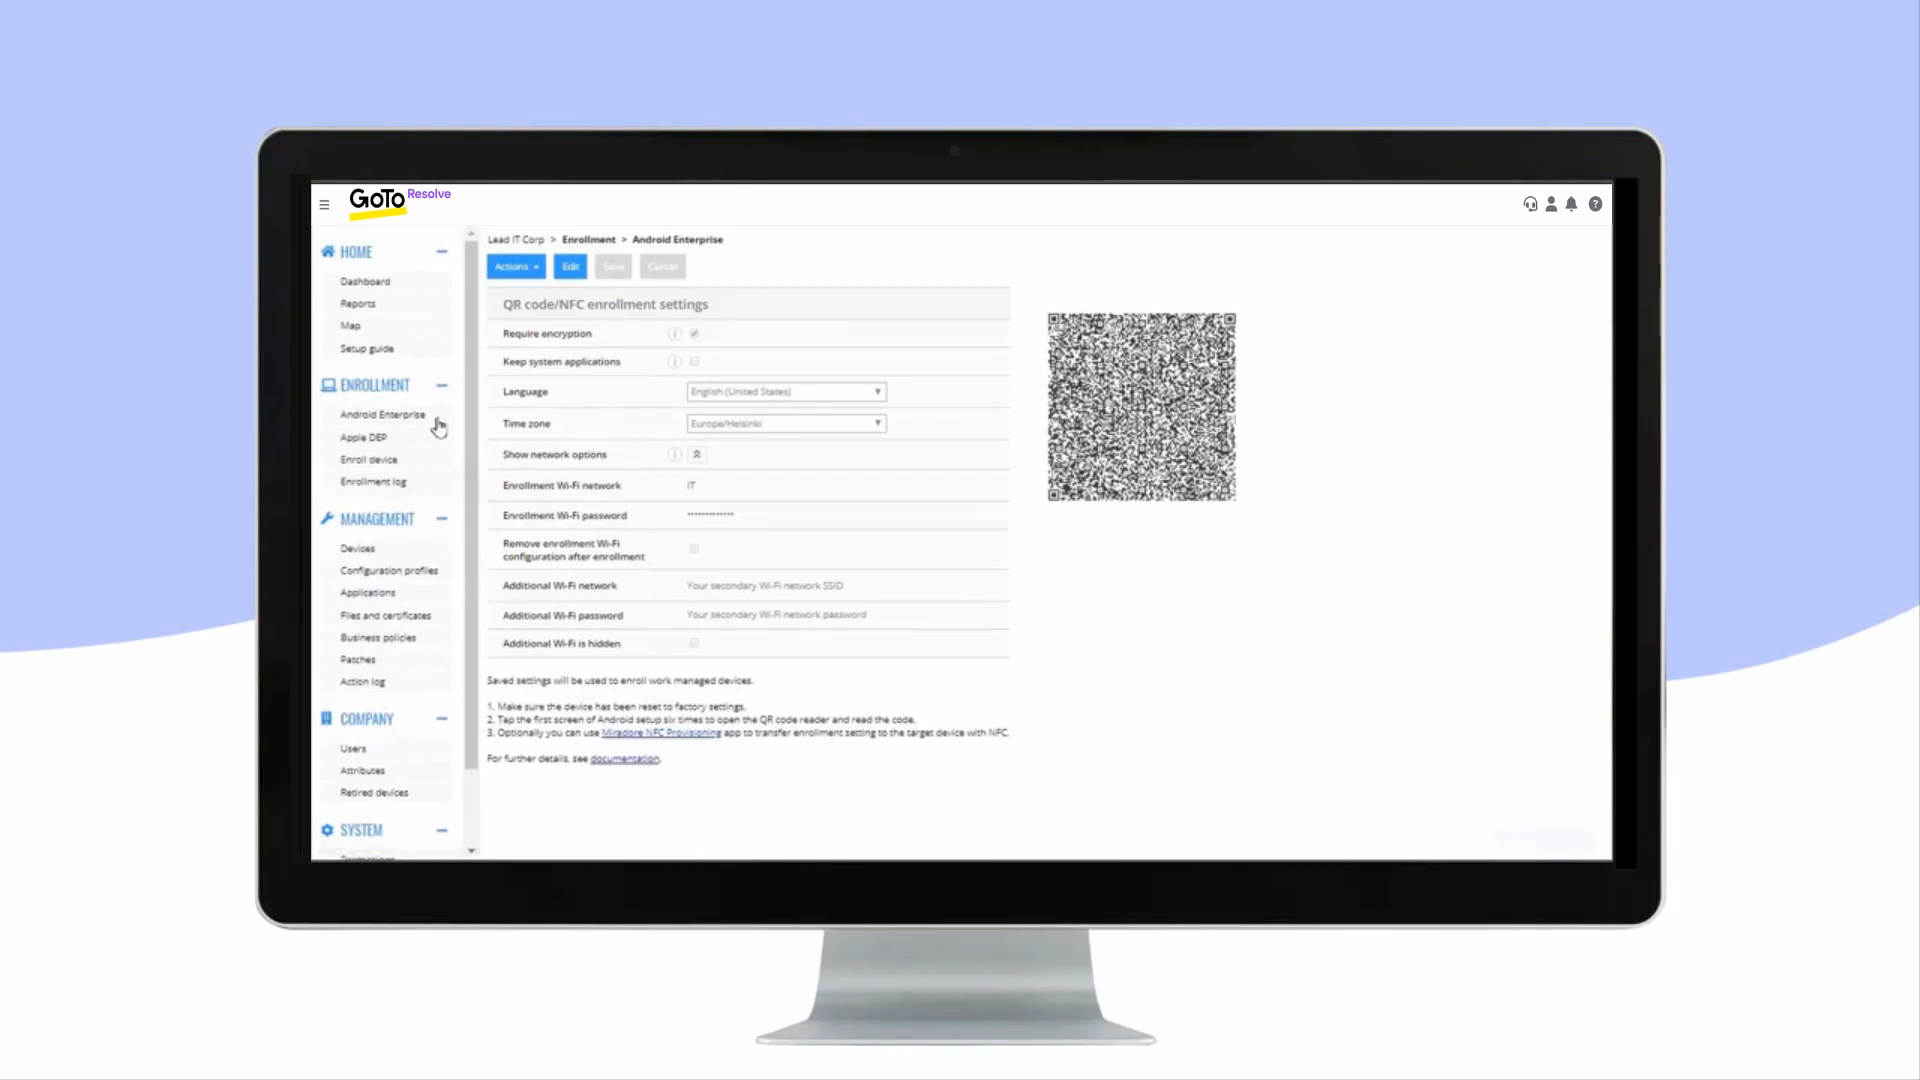 GoTo Resolve
HOME
Dashboard
Reports
Map
Setup guide
ENROLLMENT
Android Enterprise
Apple DEP
Enroll device
Enrollment log
MANAGEMENT
Devices
Configuration profiles
Applications
Files and certificates
Business policies
Patches
Action log
COMPANY
Users
Attributes
Retired devices
SYSTEM
Lead IT Corp > Enrollment > Android Enterprise
Actions Edit Save Cancel
QR code/NFC enrollment settings
Require encryption
Keep system applications
Language English (United States)
Time zone Europe/Helsinki
Show network options
Enrollment Wi-Fi network IT
Enrollment Wi-Fi password ••••••••••••••
Remove enrollment Wi-Fi
configuration after enrollment
Additional Wi-Fi network Your secondary Wi-Fi network SSID
Additional Wi-Fi password Your secondary Wi-Fi network password
Additional Wi-Fi is hidden
Saved settings will be used to enroll work managed devices.
1. Make sure the device has been reset to factory settings.
2. Tap the first screen of Android setup six times to open the QR code reader and read the code.
3. Optionally you can use Miradore NFC Provisioning app to transfer enrollment setting to the target device with NFC.
For further details, see documentation.